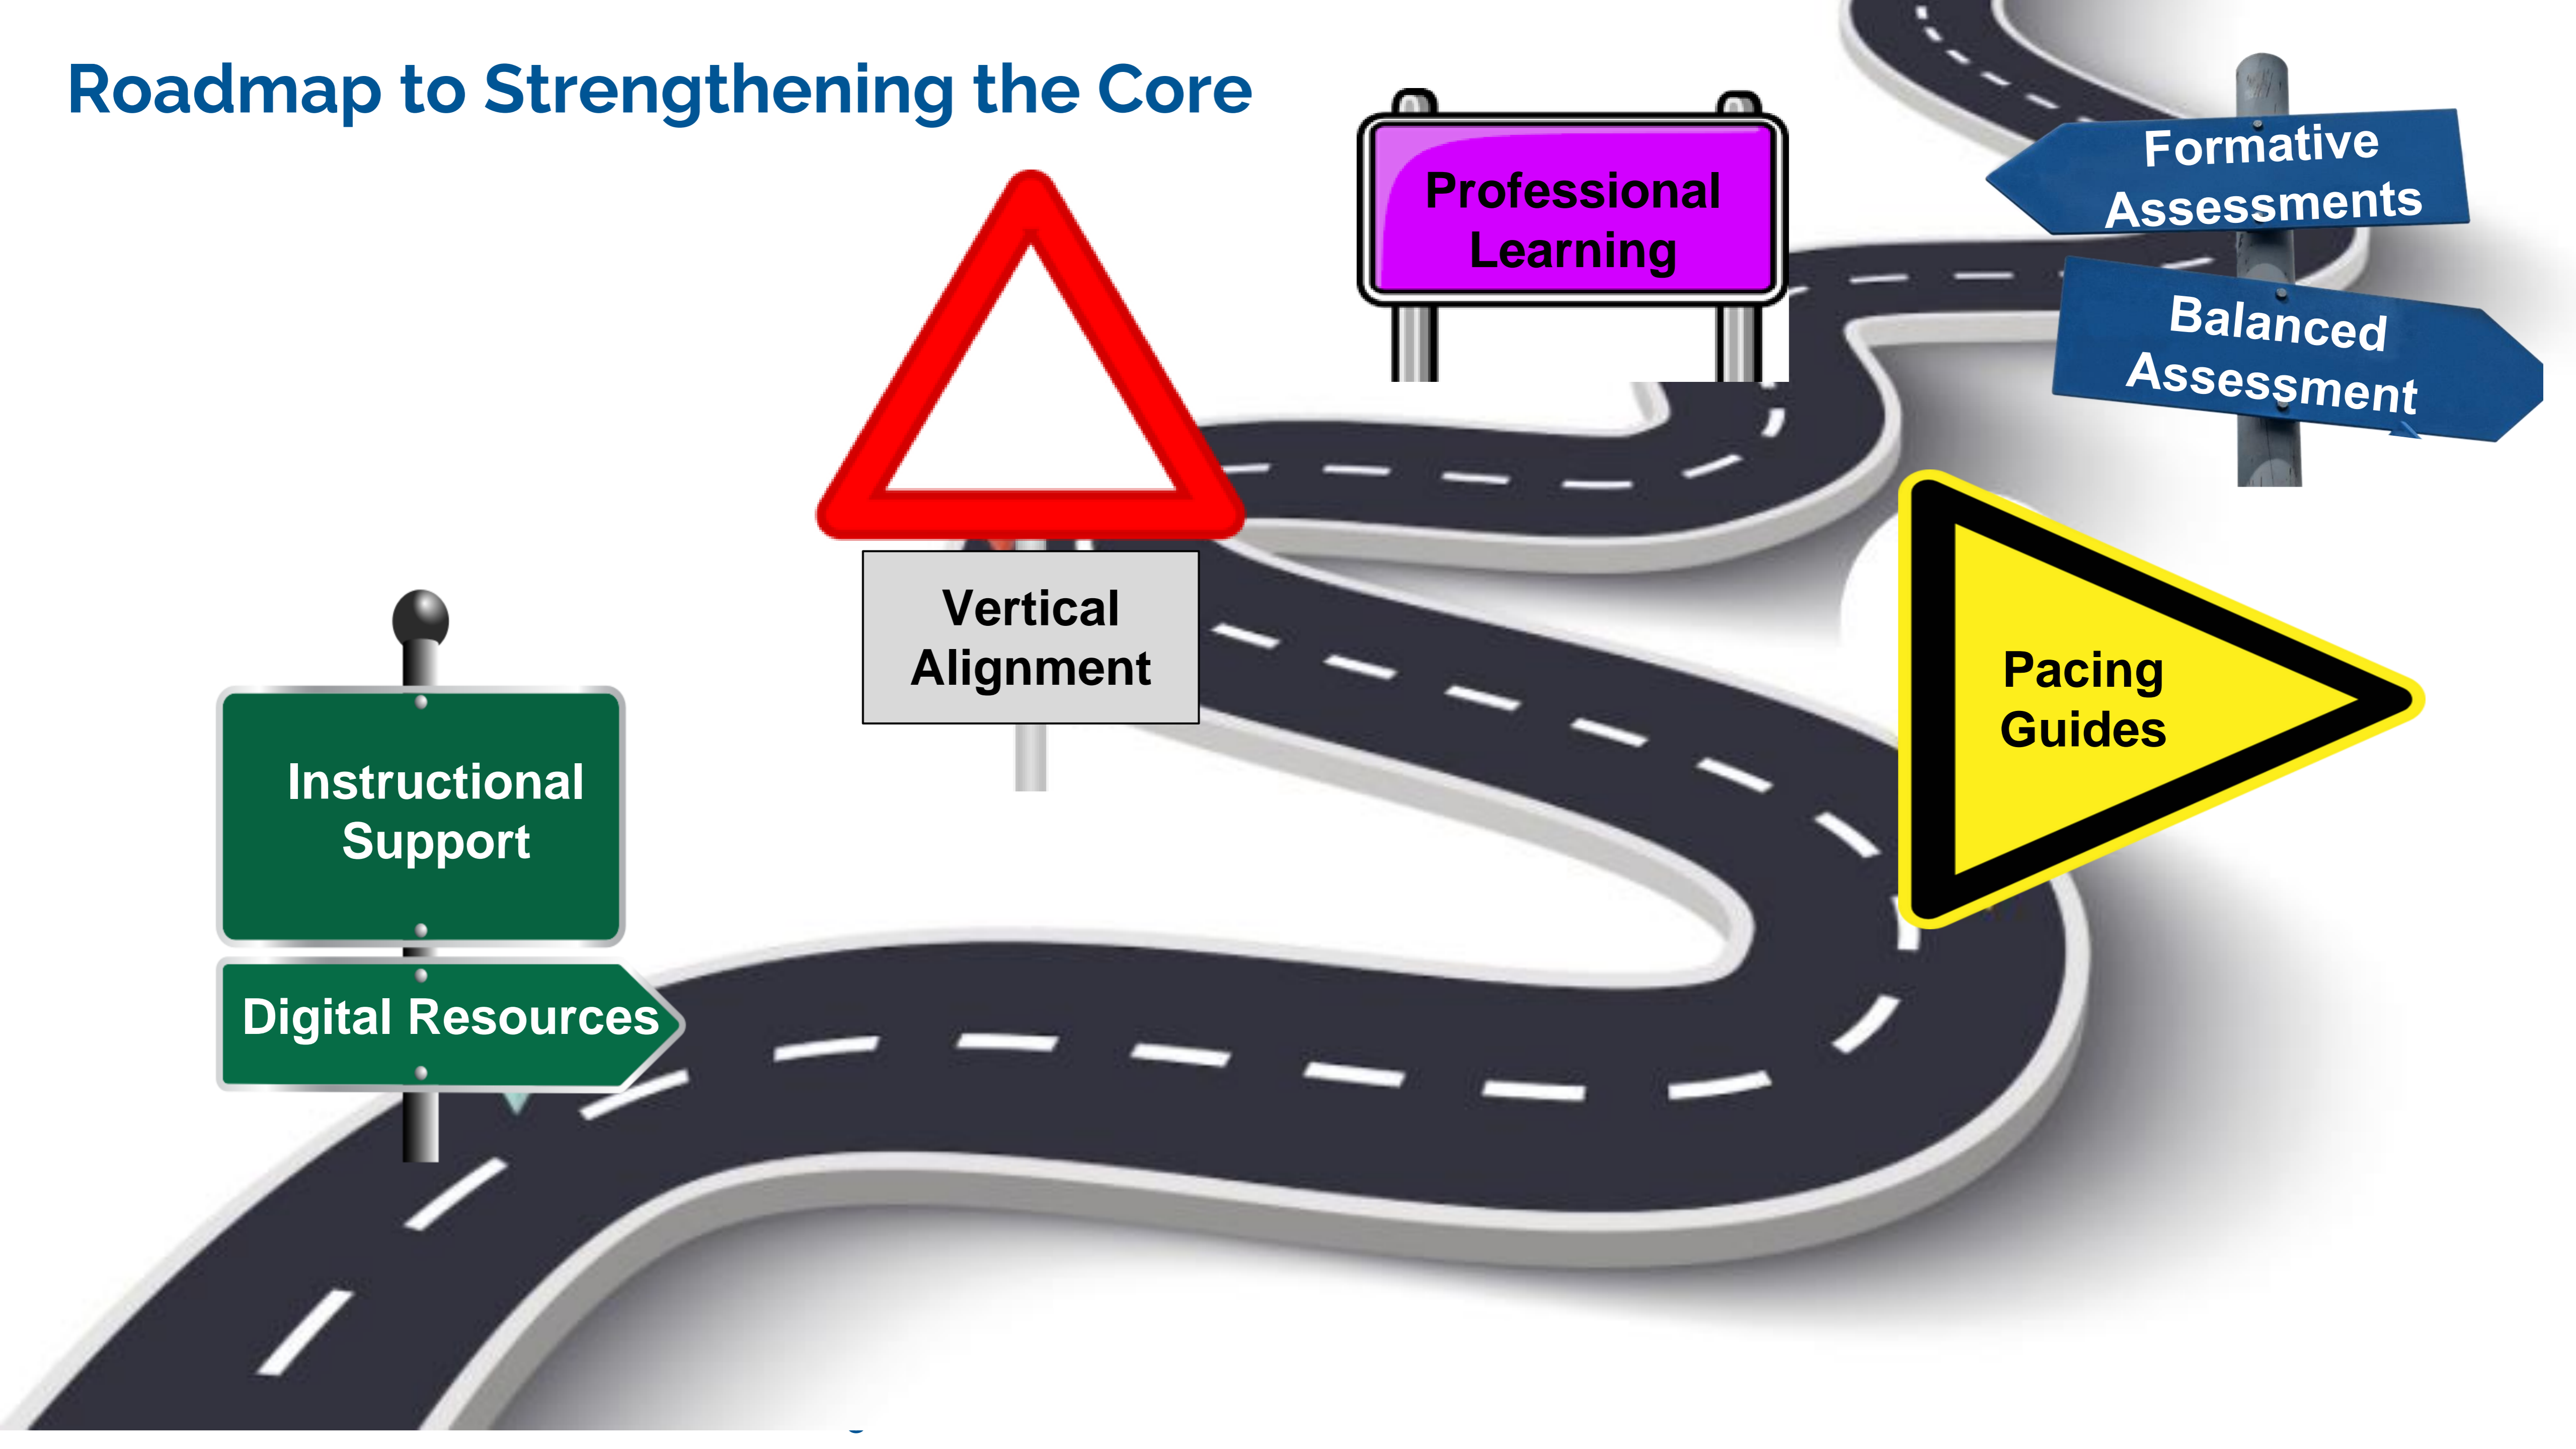 Roadmap to Strengthening the Core
Professional
Learning
Formative
Assessments
Balanced
Assessment
Vertical
Alignment
Pacing
Guides
Instructional
Support
Digital Resources